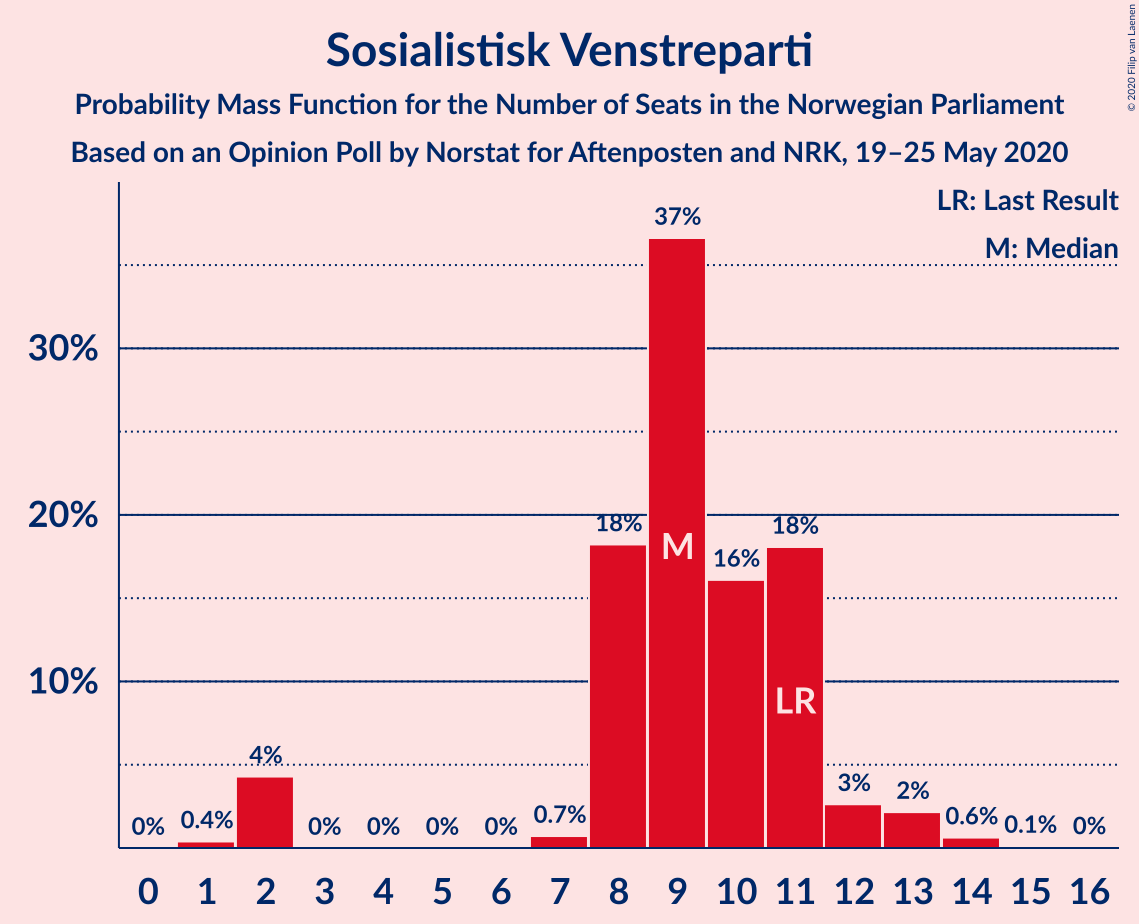 Sosialistisk Venstreparti
Probability Mass Function for the Number of Seats in the Norwegian Parliament
Based on an Opinion Poll by Norstat for Aftenposten and NRK, 19–25 May 2020
© 2020 Filip van Laenen
LR: Last Result
M: Median
37%
30%
20%
18%
18%
M
16%
10%
LR
4%
3%
2%
0%
0.4%
0%
0%
0%
0%
0.7%
0.6%
0.1%
0%
0 1 2 3 4 5 6 7 8 9 10 11 12 13 14 15 16